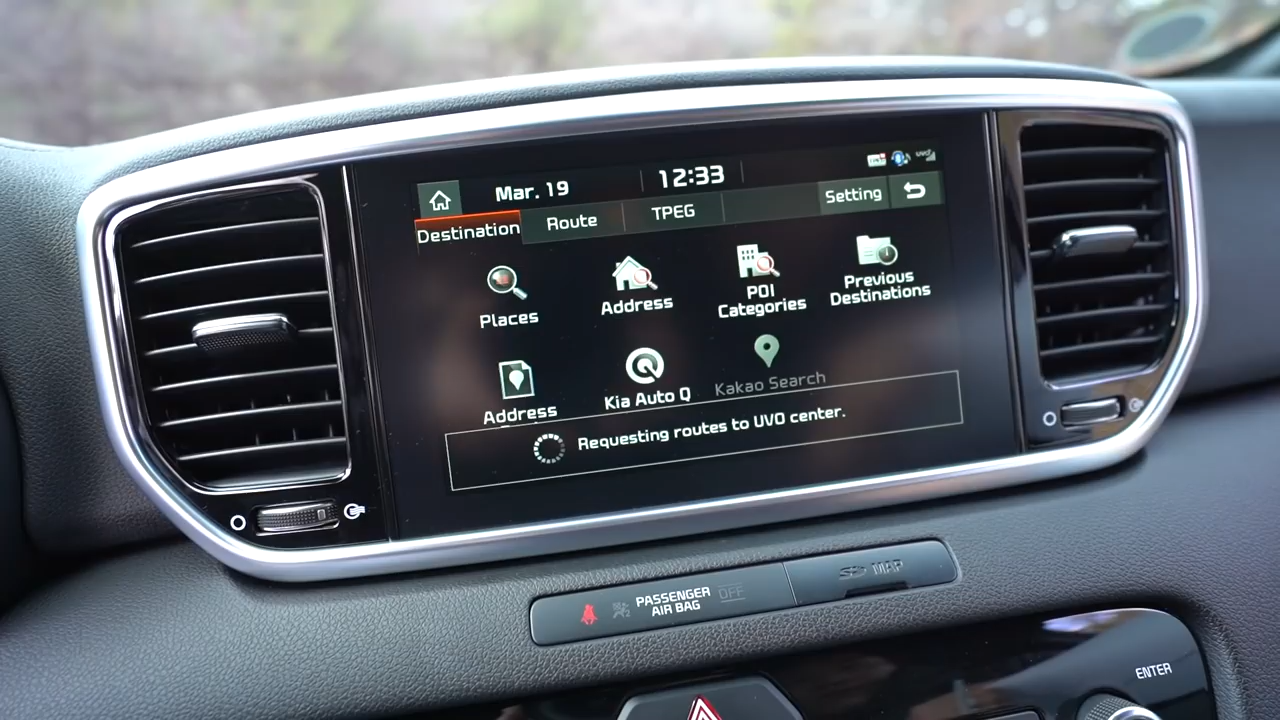 Mar. 19
12:33
UVO
Destination
Route
TPEG
Setting
Places
Address
POI
Categories
Previous
Destinations
Address
Kia Auto Q
Kakao Search
Requesting routes to UVO center.
PASSENGER
AIR BAG
OFF
MAP
ENTER